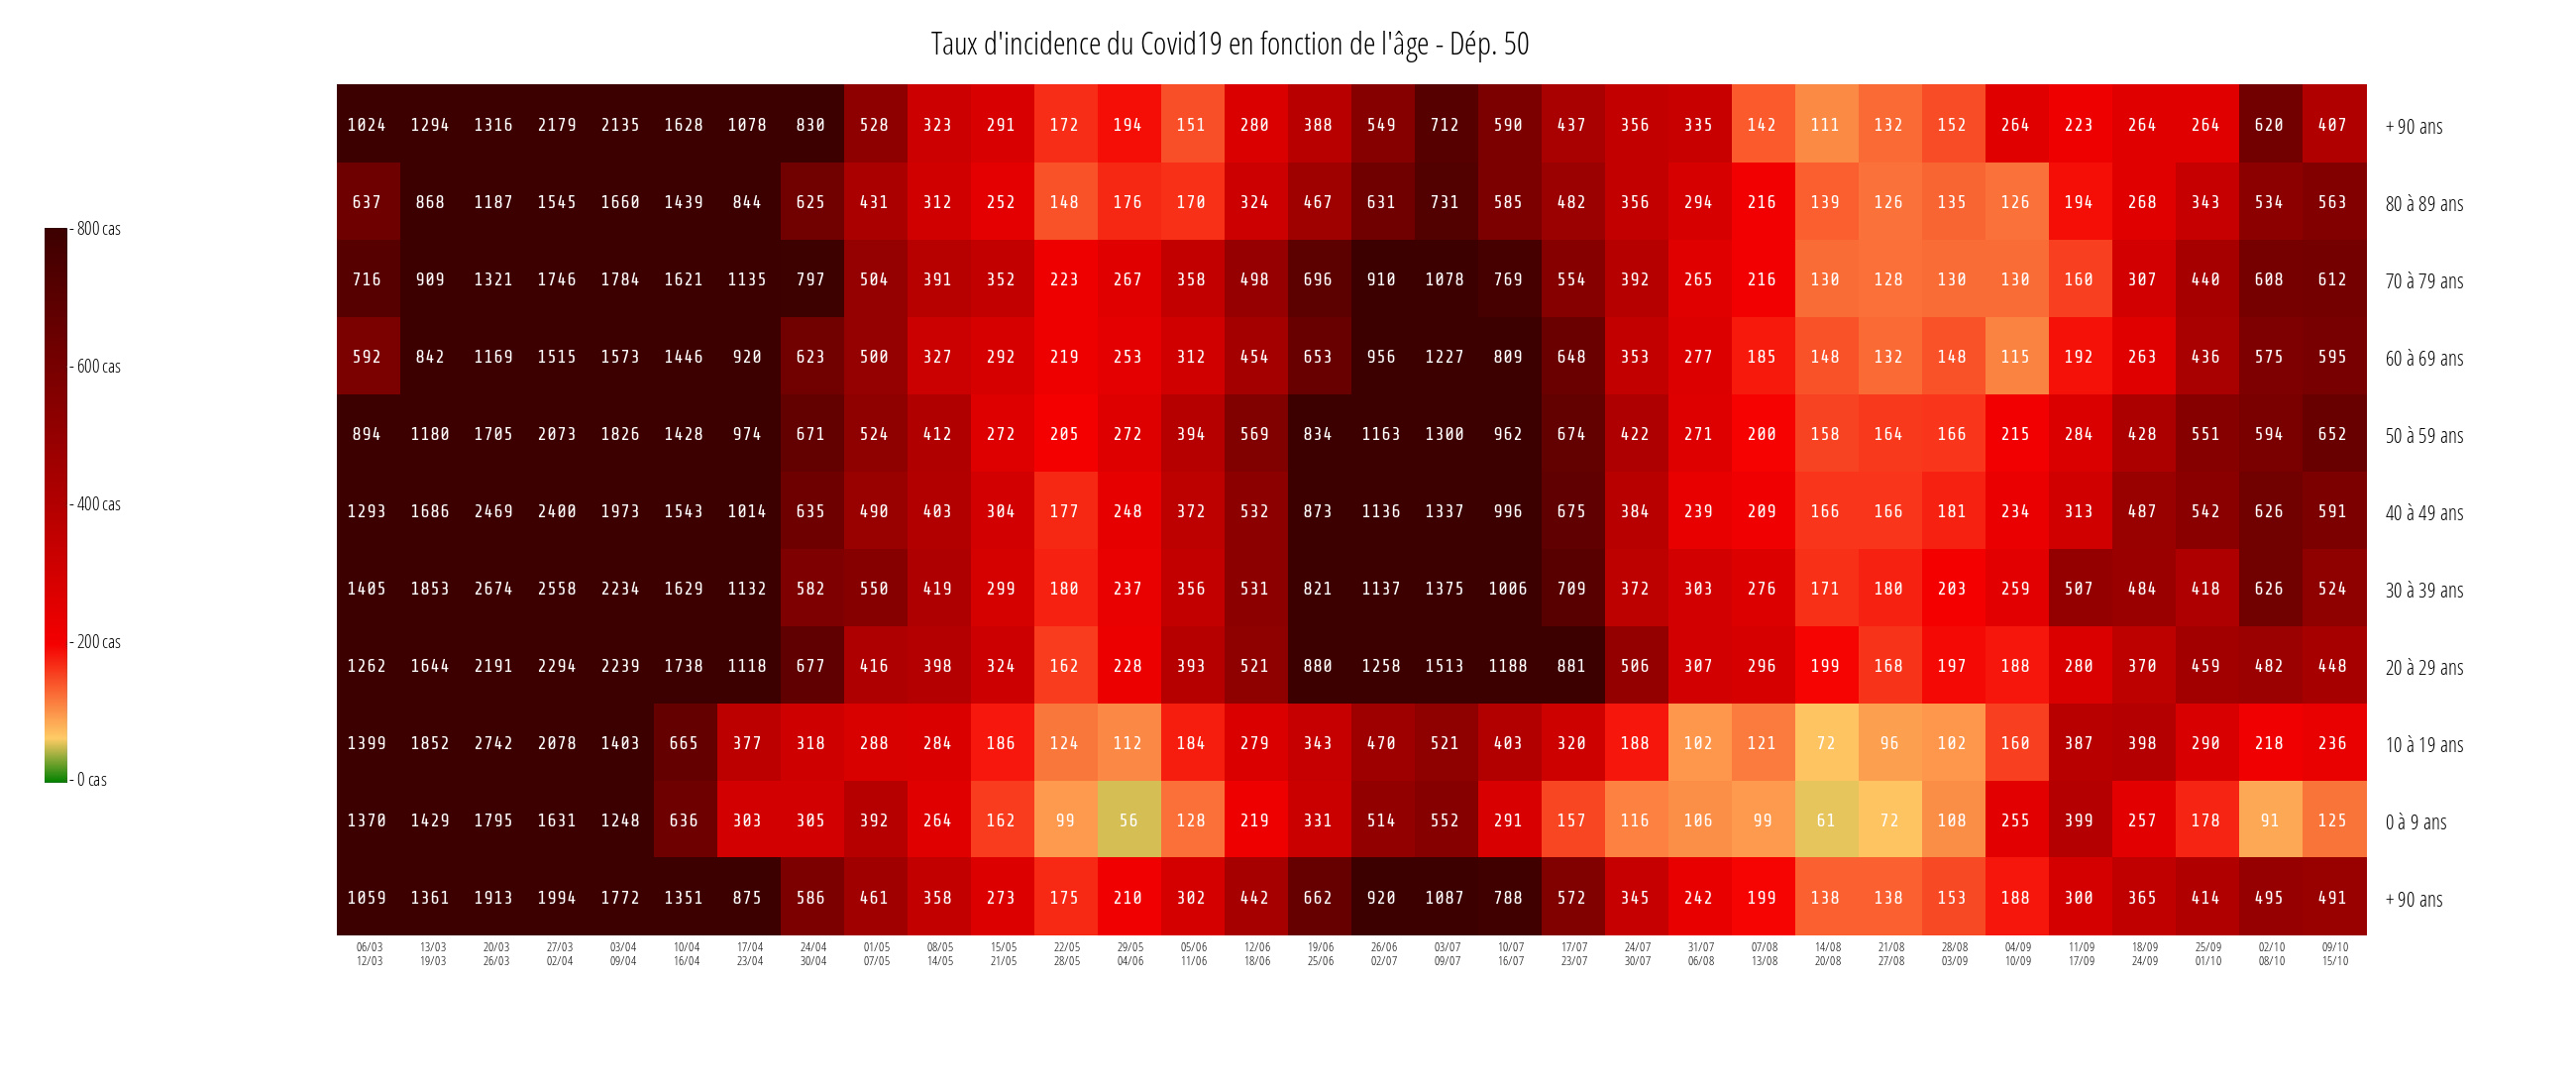 Taux d'incidence du Covid19 en fonction de l'âge - Dép. 50
- 800 cas
- 600 cas
- 400 cas
- 200 cas
- 0 cas
1024 1294 1316 2179 2135 1628 1078 830 528 323 291 172 194 151 280 388 549 712 590 437 356 335 142 111 132 152 264 223 264 264 620 407 + 90 ans
637 868 1187 1545 1660 1439 844 625 431 312 252 148 176 170 324 467 631 731 585 482 356 294 216 139 126 135 126 194 268 343 534 563 80 à 89 ans
716 909 1321 1746 1784 1621 1135 797 504 391 352 223 267 358 498 696 910 1078 769 554 392 265 216 130 128 130 130 160 307 440 608 612 70 à 79 ans
592 842 1169 1515 1573 1446 920 623 500 327 292 219 253 312 454 653 956 1227 809 648 353 277 185 148 132 148 115 192 263 436 575 595 60 à 69 ans
894 1180 1705 2073 1826 1428 974 671 524 412 272 205 272 394 569 834 1163 1300 962 674 422 271 200 158 164 166 215 284 428 551 594 652 50 à 59 ans
1293 1686 2469 2400 1973 1543 1014 635 490 403 304 177 248 372 532 873 1136 1337 996 675 384 239 209 166 166 181 234 313 487 542 626 591 40 à 49 ans
1405 1853 2674 2558 2234 1629 1132 582 550 419 299 180 237 356 531 821 1137 1375 1006 709 372 303 276 171 180 203 259 507 484 418 626 524 30 à 39 ans
1262 1644 2191 2294 2239 1738 1118 677 416 398 324 162 228 393 521 880 1258 1513 1188 881 506 307 296 199 168 197 188 280 370 459 482 448 20 à 29 ans
1399 1852 2742 2078 1403 665 377 318 288 284 186 124 112 184 279 343 470 521 403 320 188 102 121 72 96 102 160 387 398 290 218 236 10 à 19 ans
1370 1429 1795 1631 1248 636 303 305 392 264 162 99 56 128 219 331 514 552 291 157 116 106 99 61 72 108 255 399 257 178 91 125 0 à 9 ans
1059 1361 1913 1994 1772 1351 875 586 461 358 273 175 210 302 442 662 920 1087 788 572 345 242 199 138 138 153 188 300 365 414 495 491 + 90 ans
06/03 13/03 20/03 27/03 03/04 10/04 17/04 24/04 01/05 08/05 15/05 22/05 29/05 05/06 12/06 19/06 26/06 03/07 10/07 17/07 24/07 31/07 07/08 14/08 21/08 28/08 04/09 11/09 18/09 25/09 02/10 09/10
12/03 19/03 26/03 02/04 09/04 16/04 23/04 30/04 07/05 14/05 21/05 28/05 04/06 11/06 18/06 25/06 02/07 09/07 16/07 23/07 30/07 06/08 13/08 20/08 27/08 03/09 10/09 17/09 24/09 01/10 08/10 15/10